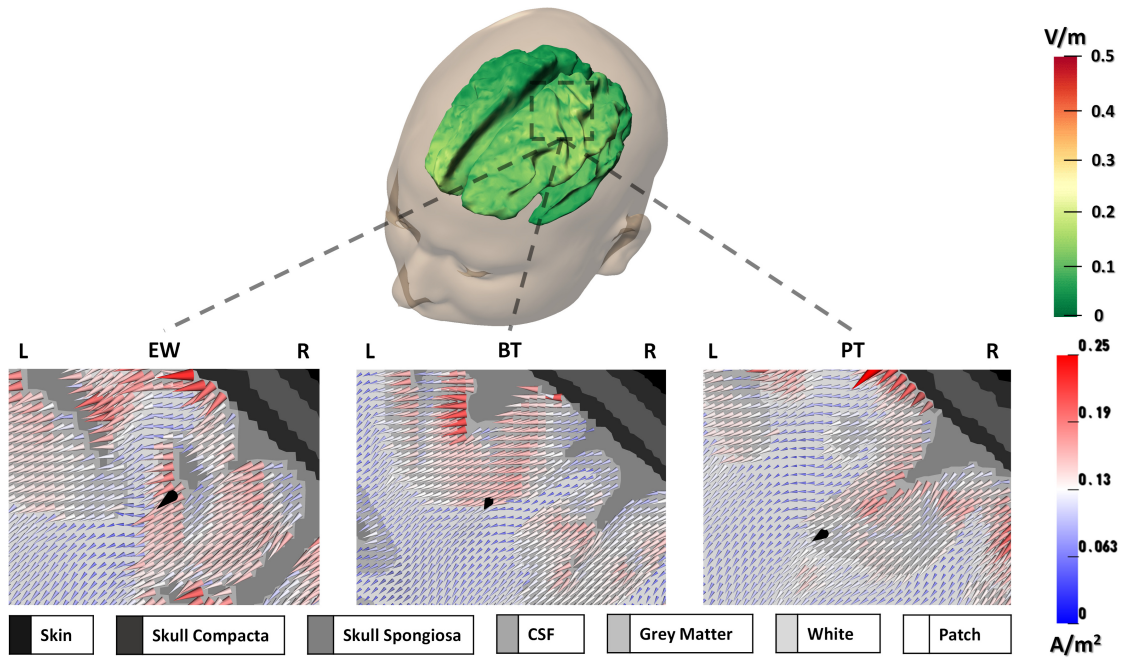 V/m
0.5
0.4
0.3
0.2
0.1
0
L EW R
L BT R
L PT R
0.25
0.19
0.13
0.063
0
A/m²
Skin
Skull Compacta
Skull Spongiosa
CSF
Grey Matter
White
Patch